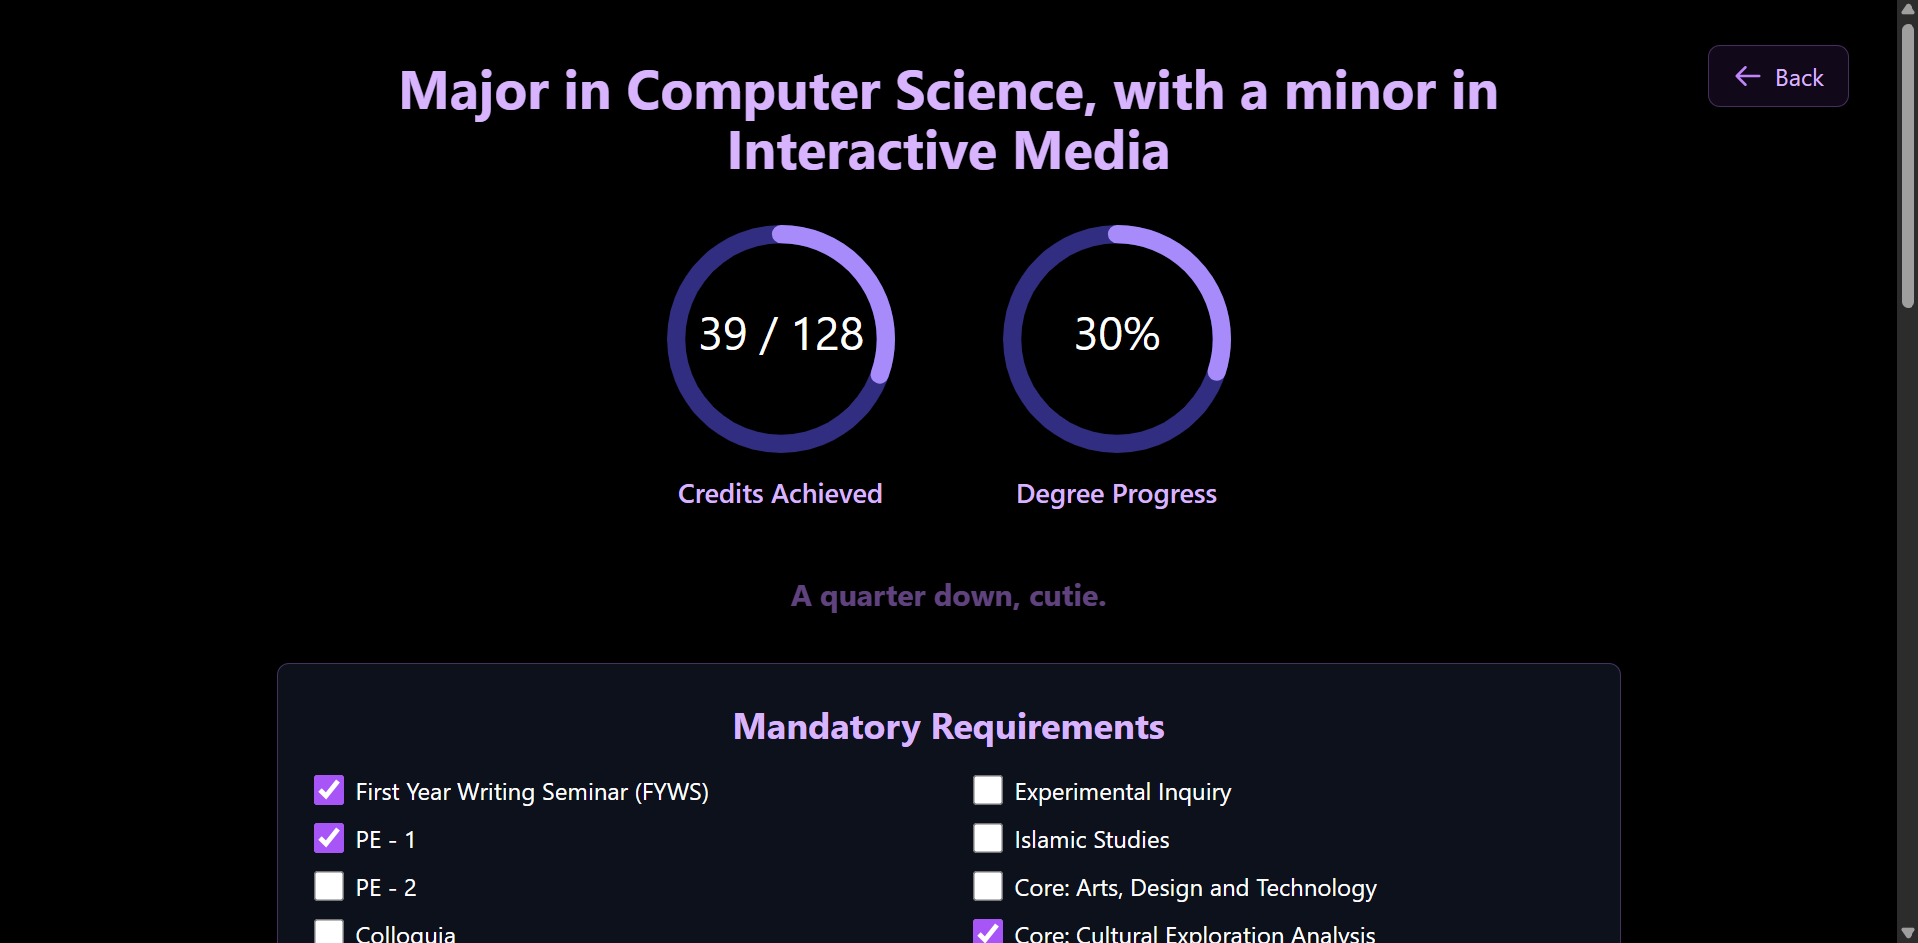 Back
Major in Computer Science, with a minor in
Interactive Media
39 / 128
30%
Credits Achieved
Degree Progress
A quarter down, cutie.
Mandatory Requirements
First Year Writing Seminar (FYWS)
PE - 1
PE - 2
Colloquia
Experimental Inquiry
Islamic Studies
Core: Arts, Design and Technology
Core: Cultural Exploration Analysis